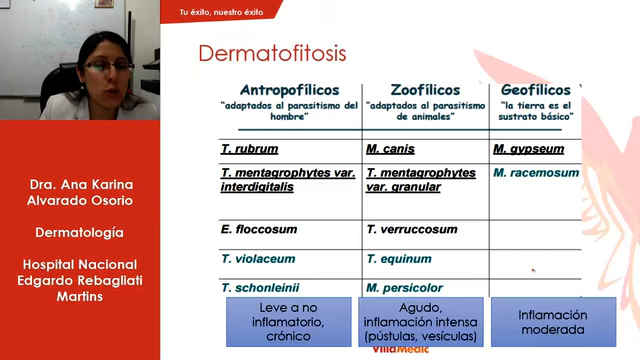 Tu éxito, nuestro éxito
Dermatofitosis
Antropofílicos
"adaptados al parasitismo del
hombre"
Zoofílicos
"adaptados al parasitismo
de animales"
Geofílicos
"la tierra es el
sustrato básico"
T. rubrum
M. canis
M. gypseum
T. mentagrophytes var.
interdigitalis
T. mentagrophytes
var. granular
M. racemosum
E. floccosum
T. verruccosum
T. violaceum
T. equinum
T. schonleinii
M. persicolor
Leve a no
inflamatorio,
crónico
Agudo,
inflamación intensa
(pústulas, vesículas)
Inflamación
moderada
VillaMedic
Dra. Ana Karina
Alvarado Osorio
Dermatología
Hospital Nacional
Edgardo Rebagliati
Martins